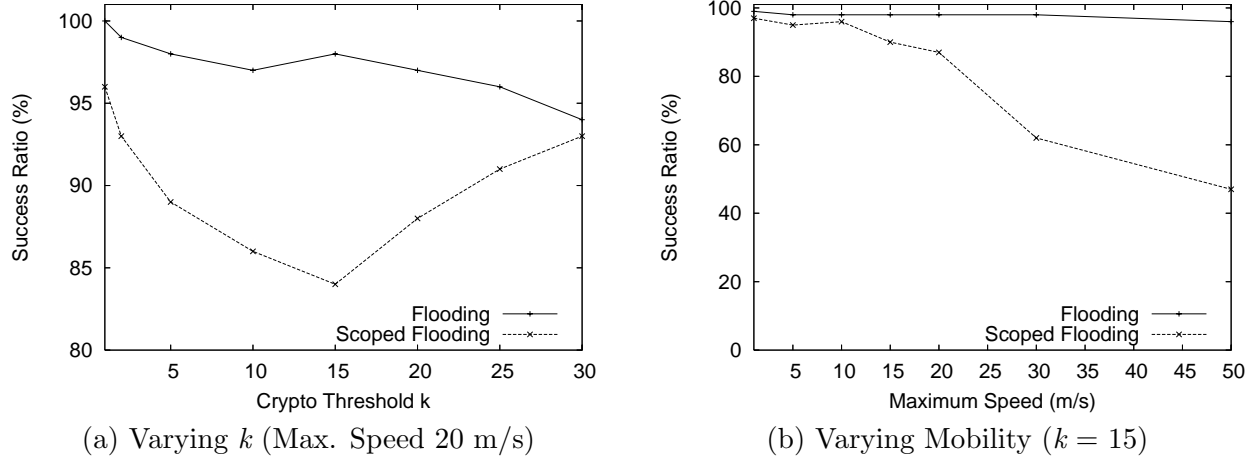 100
95
90
85
80
Success Ratio (%)
5 10 15 20 25 30
Crypto Threshold k
Flooding
Scoped Flooding
(a) Varying k (Max. Speed 20 m/s)
100
80
60
40
20
0
Success Ratio (%)
5 10 15 20 25 30 35 40 45 50
Maximum Speed (m/s)
Flooding
Scoped Flooding
(b) Varying Mobility (k = 15)